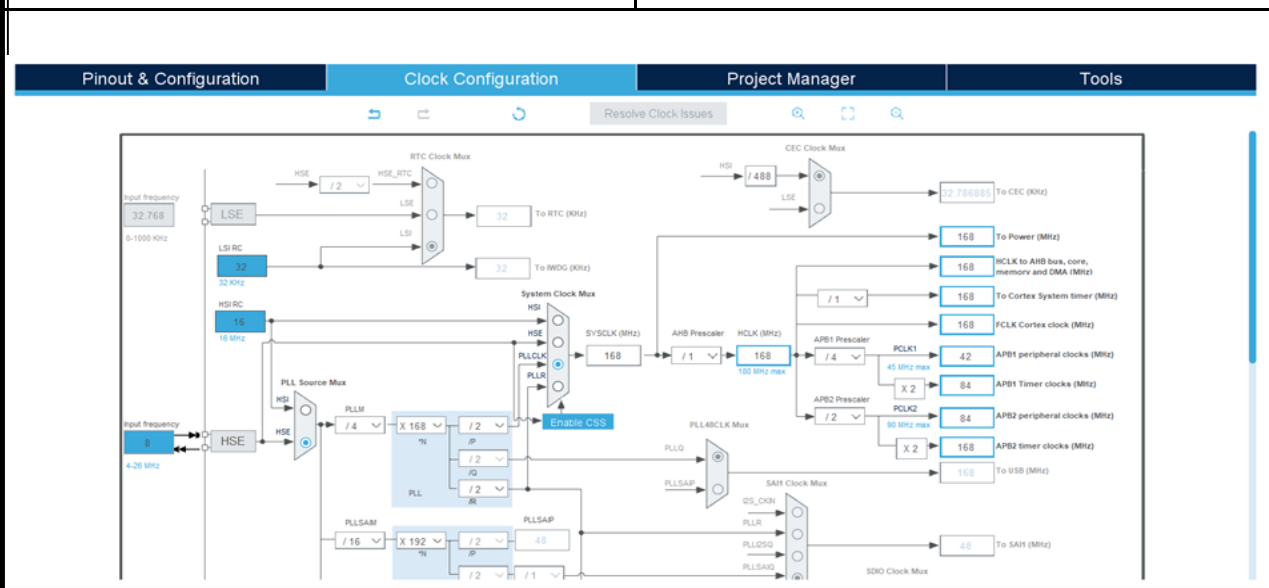 Pinout & Configuration
Clock Configuration
Project Manager
Tools
Resolve Clock Issues
RTC Clock Mux
HSE
/ 2
HSE_RTC
LSE
LSI
Input frequency
32.768
0-1000 KHz
LSE
32
To RTC (KHz)
LSI RC
32
32 KHz
32
To IWDG (KHz)
HSI RC
16
16 MHz
CEC Clock Mux
HSI
/ 488
LSE
32.786885
To CEC (KHz)
System Clock Mux
HSI
HSE
PLLCLK
PLLR
SYSCLK (MHz)
168
AHB Prescaler
/ 1
HCLK (MHz)
168
180 MHz max
168
To Power (MHz)
168
HCLK to AHB bus, core,
memory and DMA (MHz)
/ 1
168
To Cortex System timer (MHz)
168
FCLK Cortex clock (MHz)
APB1 Prescaler
/ 4
PCLK1
45 MHz max
42
APB1 peripheral clocks (MHz)
X 2
84
APB1 Timer clocks (MHz)
APB2 Prescaler
/ 2
PCLK2
90 MHz max
84
APB2 peripheral clocks (MHz)
X 2
168
APB2 timer clocks (MHz)
168
To USB (MHz)
PLL Source Mux
HSI
HSE
Input frequency
8
4-26 MHz
HSE
PLLM
/ 4
X 168
*N
/ 2
/P
/ 2
/Q
/ 2
/R
PLL
Enable CSS
PLL48CLK Mux
PLLQ
PLLSAIP
SAI1 Clock Mux
I2S_CKIN
PLLR
PLLI2SQ
PLLSAIQ
48
To SAI1 (MHz)
SDIO Clock Mux
PLLSAIM
/ 16
X 192
*N
/ 2
/P
PLLSAIP
48
/ 2
/ 1